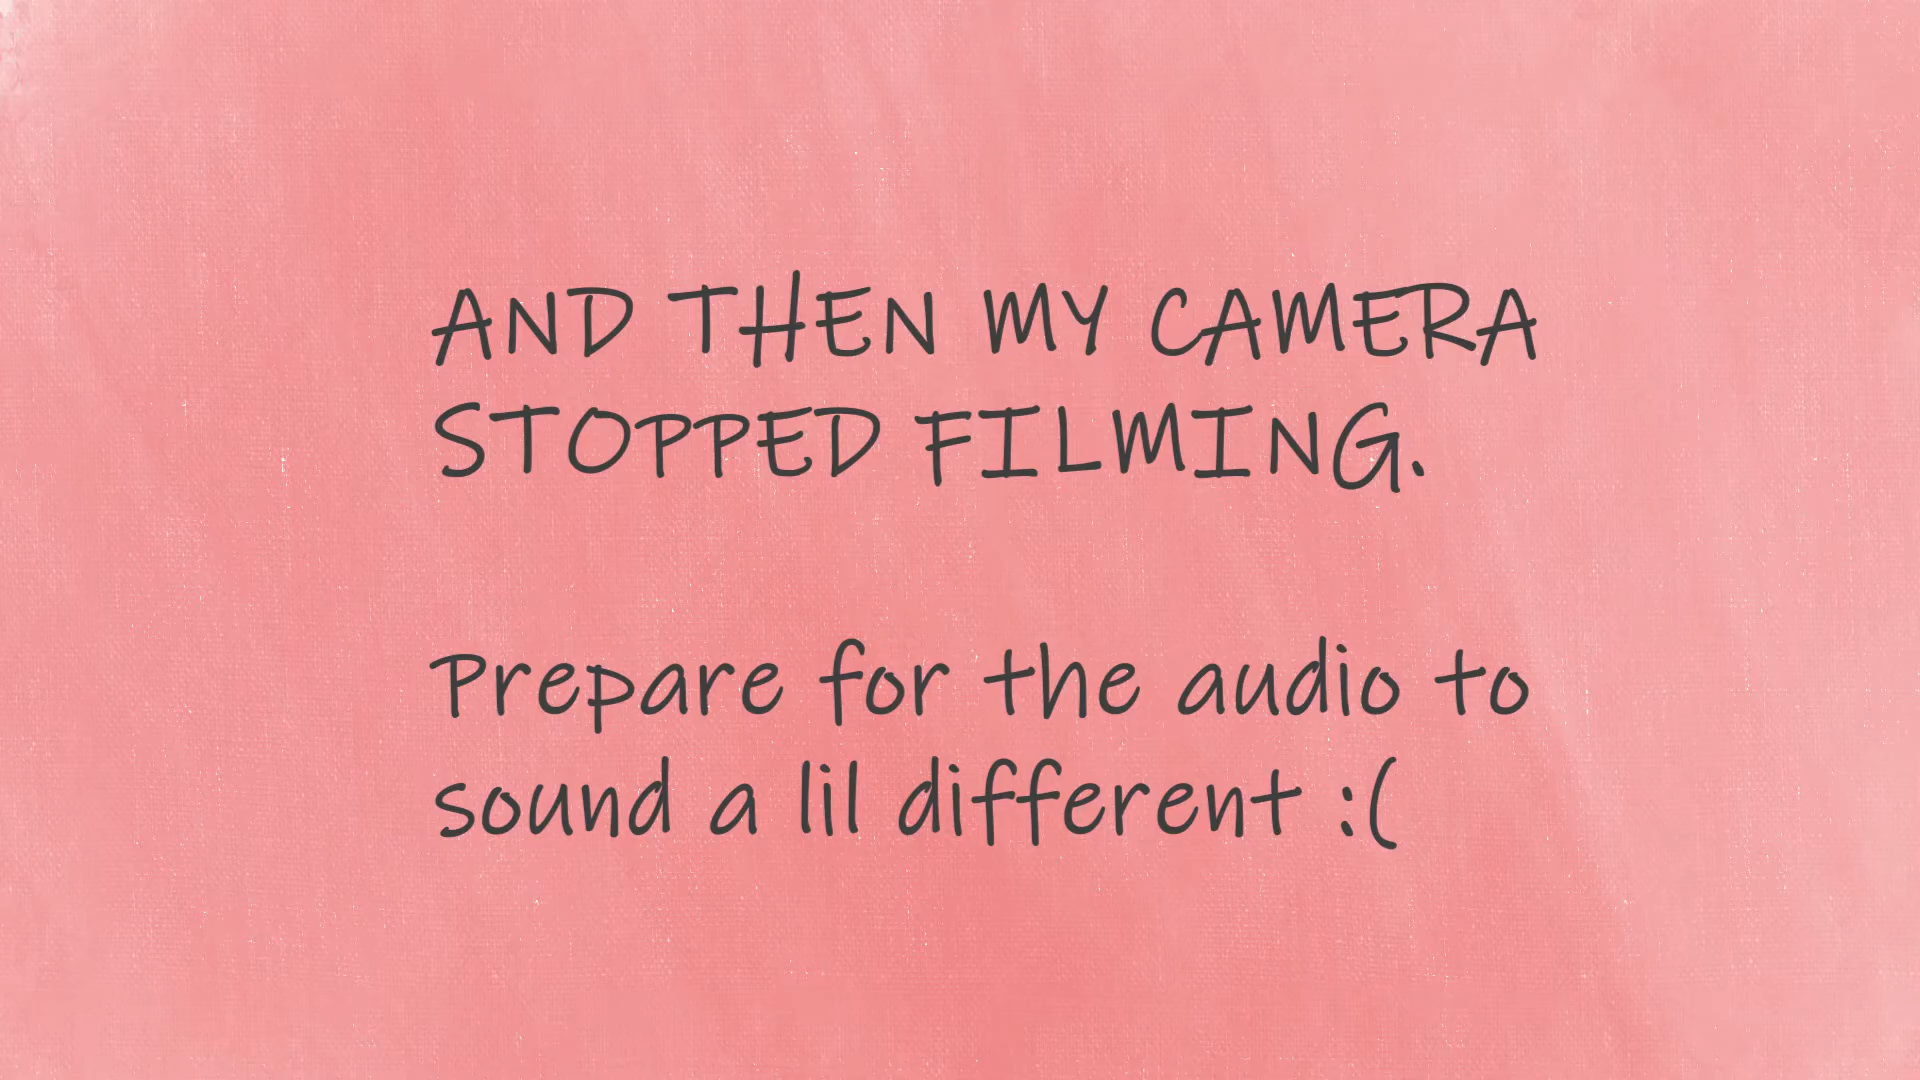 AND THEN MY CAMERA
STOPPED FILMING.
Prepare for the audio to
sound a lil different :(